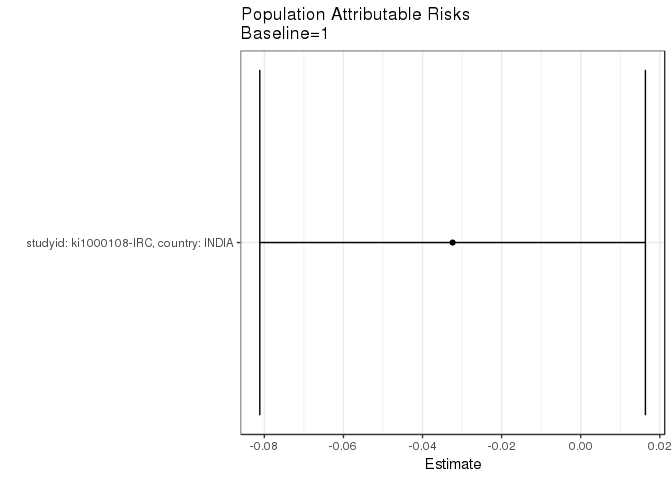 Population Attributable Risks
Baseline=1
studyid: ki1000108-IRC, country: INDIA
-0.08
-0.06
-0.04
-0.02
0.00
0.02
Estimate